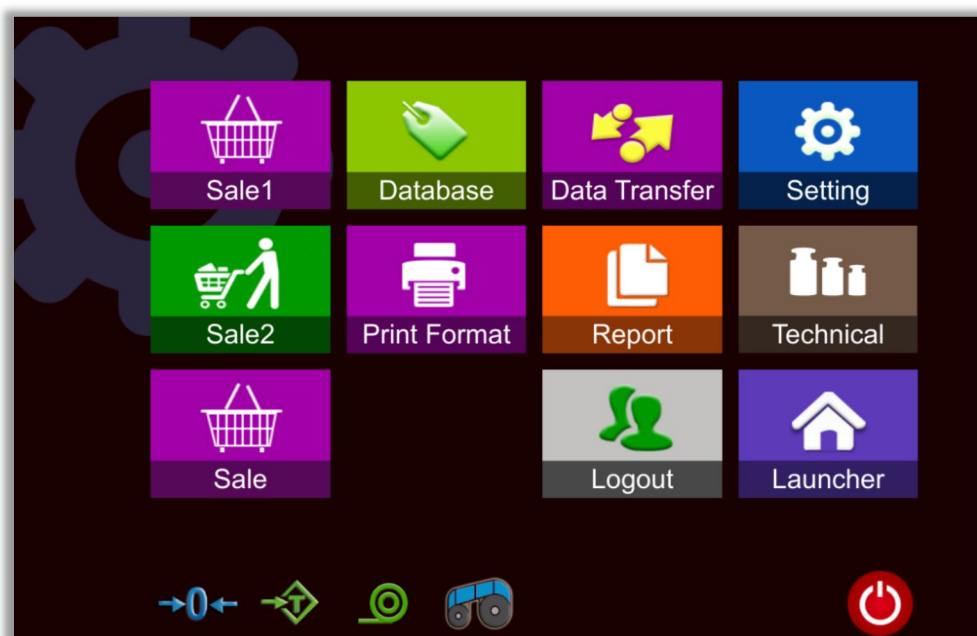 Sale1
Database
Data Transfer
Setting
Sale2
Print Format
Report
Technical
Sale
Logout
Launcher
→0←
→T